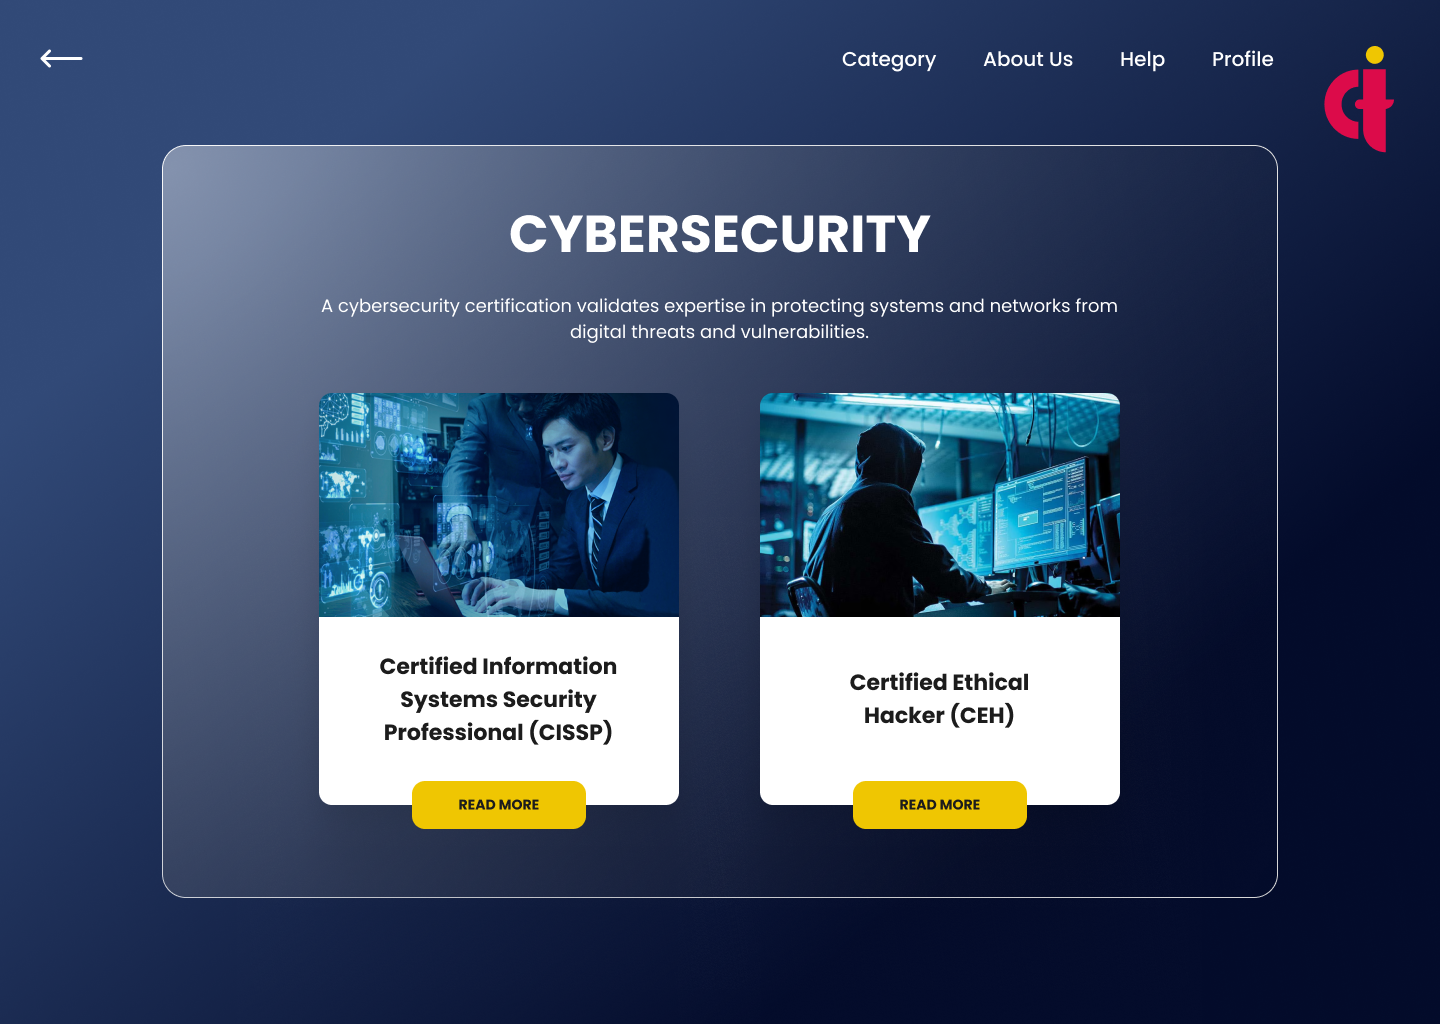 Category About Us Help Profile
CYBERSECURITY
A cybersecurity certification validates expertise in protecting systems and networks from
digital threats and vulnerabilities.
Certified Information
Systems Security
Professional (CISSP)
READ MORE
Certified Ethical
Hacker (CEH)
READ MORE